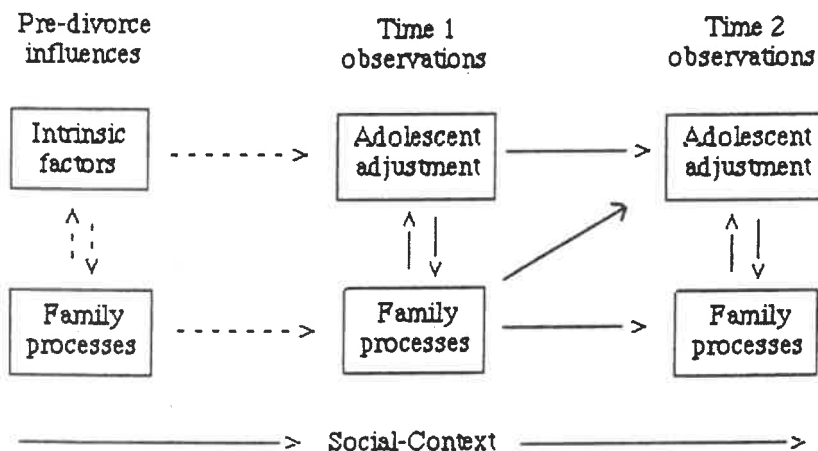 Pre-divorce
influences
Time 1
observations
Time 2
observations
Intrinsic
factors
Adolescent
adjustment
Adolescent
adjustment
Family
processes
Family
processes
Family
processes
Social-Context